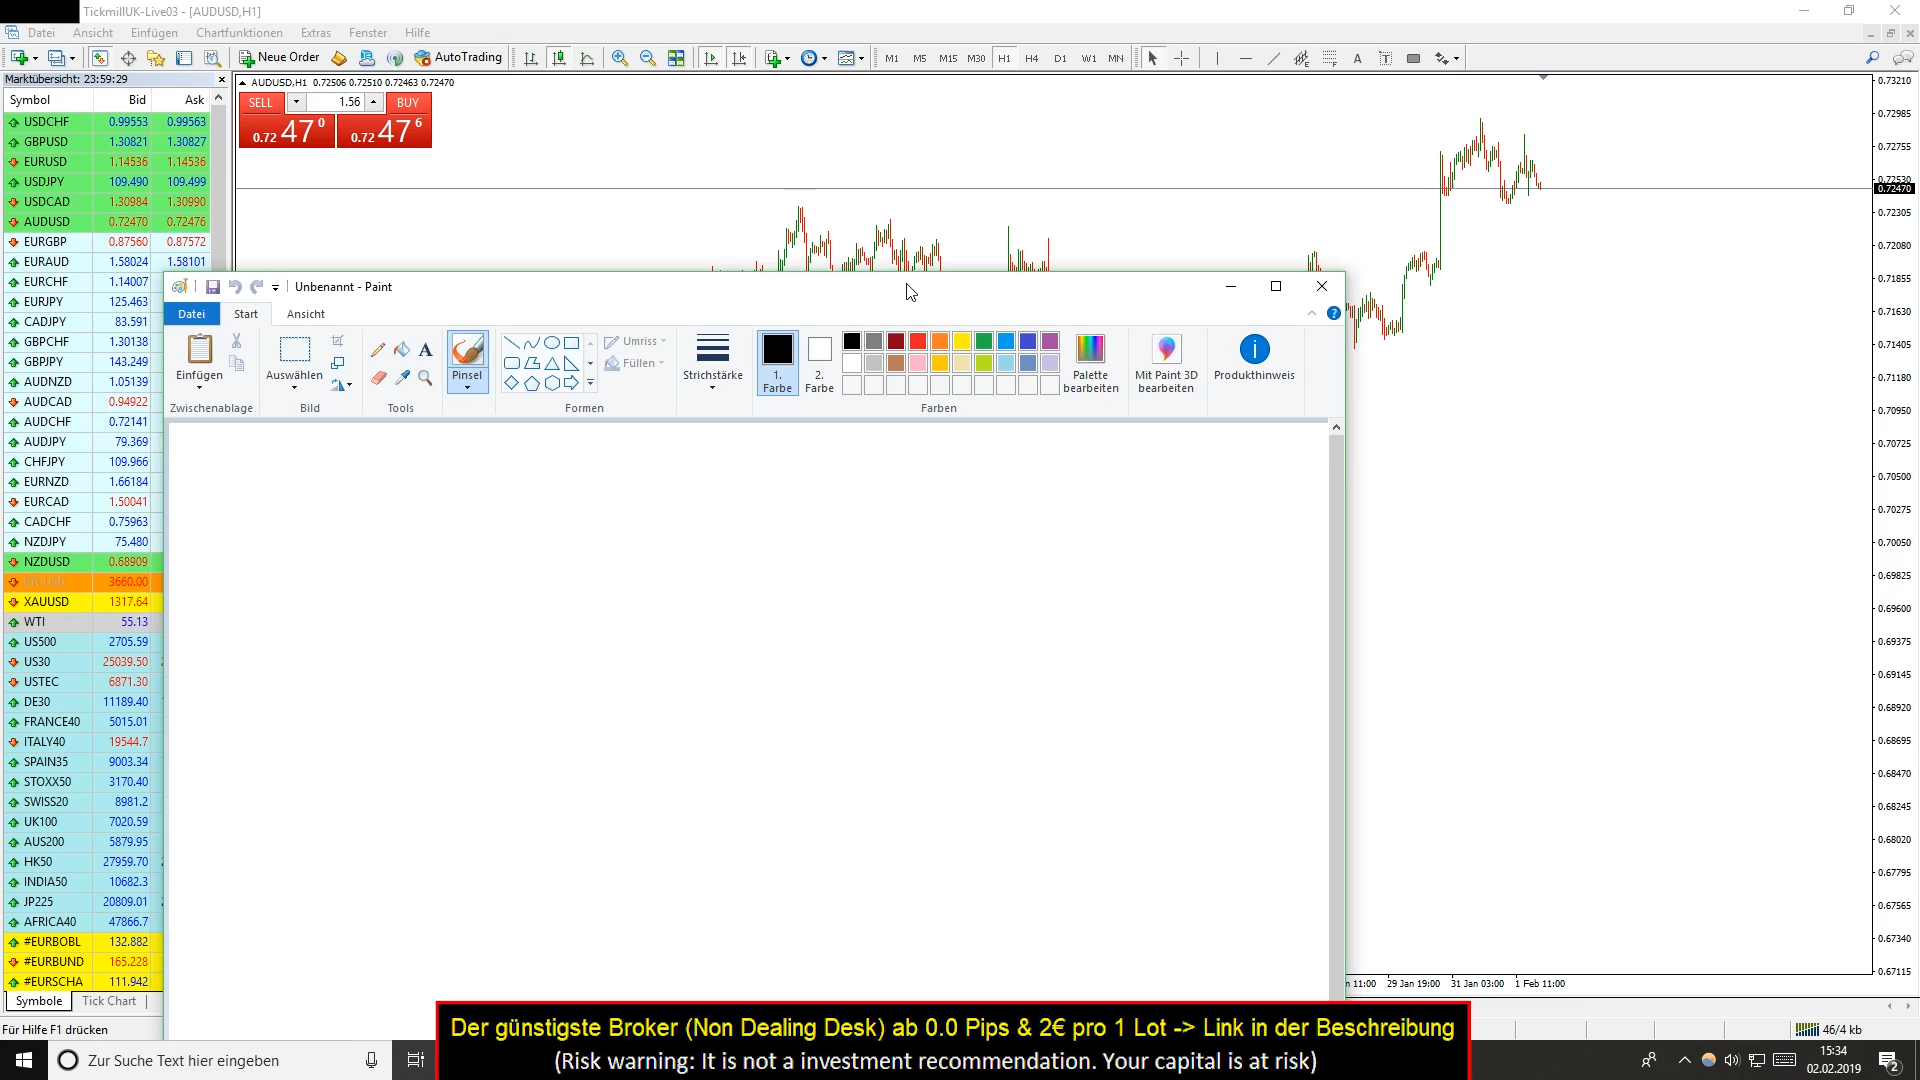 TickmillUK-Live03 - [AUDUSD,H1]
Datei Ansicht Einfügen Chartfunktionen Extras Fenster Hilfe
New Order AutoTrading M1 M5 M15 M30 H1 H4 D1 W1 MN A T
Marktübersicht: 23:59:29
Symbol Bid Ask
USDCHF 0.99553 0.99563
GBPUSD 1.30821 1.30827
EURUSD 1.14536 1.14536
USDJPY 109.490 109.499
USDCAD 1.30984 1.30990
AUDUSD 0.72470 0.72476
EURGBP 0.87560 0.87572
EURAUD 1.58024 1.58101
EURCHF 1.14007
EURJPY 125.463
CADJPY 83.591
GBPCHF 1.30138
GBPJPY 143.249
AUDNZD 1.05139
AUDCAD 0.94922
AUDCHF 0.72141
AUDJPY 79.369
CHFJPY 109.966
EURNZD 1.66184
EURCAD 1.50041
CADCHF 0.75963
NZDJPY 75.480
NZDUSD 0.68909
3660.00
XAUUSD 1317.64
WTI 55.13
US500 2705.59
US30 25039.50
USTEC 6871.30
DE30 11189.40
FRANCE40 5015.01
ITALY40 19544.7
SPAIN35 9003.34
STOXX50 3170.40
SWISS20 8981.2
UK100 7020.59
AUS200 5879.95
HK50 27959.70
INDIA50 10682.3
JP225 20809.01
AFRICA40 47866.7
#EURBOBL 132.882
#EURBUND 165.228
#EURSCHA 111.942
Symbole Tick Chart
Für Hilfe F1 drücken
AUDUSD,H1 0.72506 0.72510 0.72463 0.72470
SELL 1.56 BUY
0.72 47 0 0.72 47 6
0.73210
0.72985
0.72755
0.72530
0.72470
0.72305
0.72080
0.71855
0.71630
0.71405
0.71180
0.70950
0.70725
0.70500
0.70275
0.70050
0.69825
0.69600
0.69375
0.69145
0.68920
0.68695
0.68470
0.68245
0.68020
0.67795
0.67565
0.67340
0.67115
n 11:00 29 Jan 19:00 31 Jan 03:00 1 Feb 11:00
46/4 kb
Unbenannt - Paint
Datei Start Ansicht
Einfügen
Zwischenablage
Auswählen
Bild
A
Tools
Pinsel
Umriss
Füllen
Formen
Strichstärke
1. Farbe
2. Farbe
Palette bearbeiten
Farben
Mit Paint 3D bearbeiten
Produkthinweis
Der günstigste Broker (Non Dealing Desk) ab 0.0 Pips & 2€ pro 1 Lot -> Link in der Beschreibung
(Risk warning: It is not a investment recommendation. Your capital is at risk)
Zur Suche Text hier eingeben
15:34
02.02.2019
2